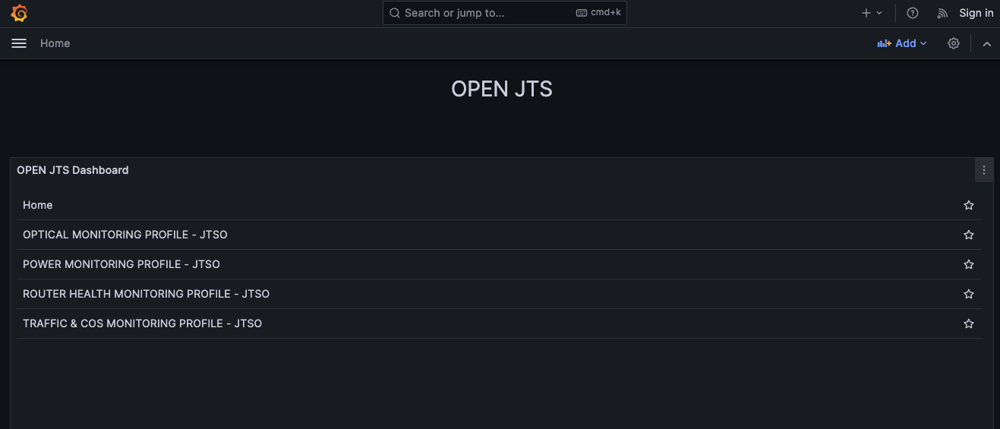 Search or jump to... cmd+k Sign in
Home Add
OPEN JTS
OPEN JTS Dashboard
Home
OPTICAL MONITORING PROFILE - JTSO
POWER MONITORING PROFILE - JTSO
ROUTER HEALTH MONITORING PROFILE - JTSO
TRAFFIC & COS MONITORING PROFILE - JTSO